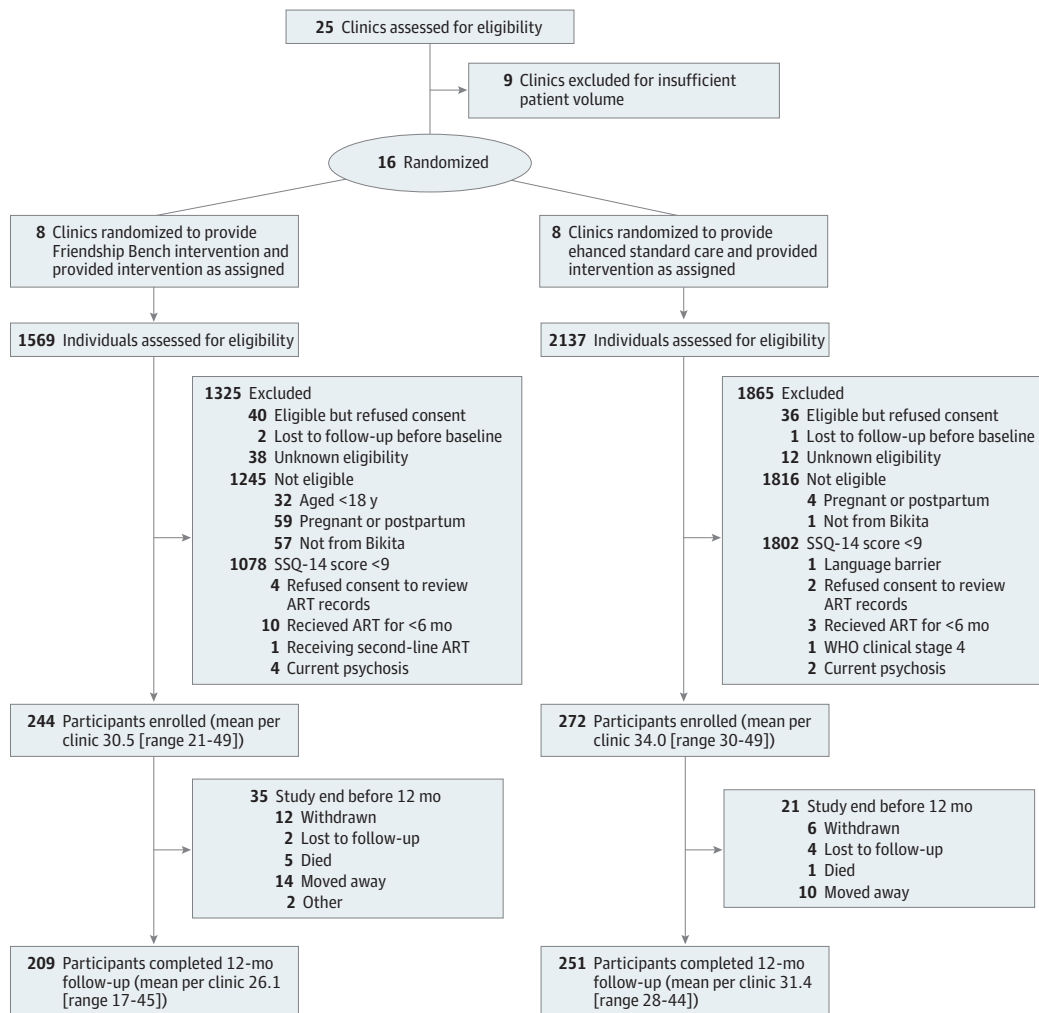 25 Clinics assessed for eligibility
9 Clinics excluded for insufficient
patient volume
16 Randomized
8 Clinics randomized to provide
Friendship Bench intervention and
provided intervention as assigned
8 Clinics randomized to provide
ehanced standard care and provided
intervention as assigned
1569 Individuals assessed for eligibility
2137 Individuals assessed for eligibility
1325 Excluded
40 Eligible but refused consent
2 Lost to follow-up before baseline
38 Unknown eligibility
1245 Not eligible
32 Aged <18 y
59 Pregnant or postpartum
57 Not from Bikita
1078 SSQ-14 score <9
4 Refused consent to review
ART records
10 Recieved ART for <6 mo
1 Receiving second-line ART
4 Current psychosis
1865 Excluded
36 Eligible but refused consent
1 Lost to follow-up before baseline
12 Unknown eligibility
1816 Not eligible
4 Pregnant or postpartum
1 Not from Bikita
1802 SSQ-14 score <9
1 Language barrier
2 Refused consent to review
ART records
3 Recieved ART for <6 mo
1 WHO clinical stage 4
2 Current psychosis
244 Participants enrolled (mean per
clinic 30.5 [range 21-49])
272 Participants enrolled (mean per
clinic 34.0 [range 30-49])
35 Study end before 12 mo
12 Withdrawn
2 Lost to follow-up
5 Died
14 Moved away
2 Other
21 Study end before 12 mo
6 Withdrawn
4 Lost to follow-up
1 Died
10 Moved away
209 Participants completed 12-mo
follow-up (mean per clinic 26.1
[range 17-45])
251 Participants completed 12-mo
follow-up (mean per clinic 31.4
[range 28-44])